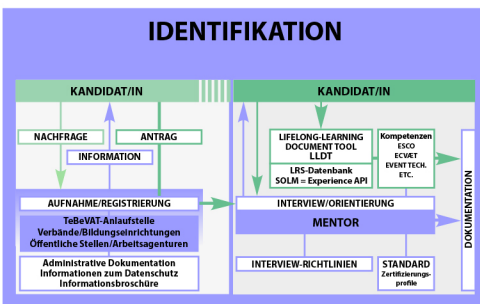 IDENTIFIKATION
KANDIDAT/IN
NACHFRAGE
ANTRAG
INFORMATION
AUFNAHME/REGISTRIERUNG
TeBeVAT-Anlaufstelle
Verbände/Bildungseinrichtungen
Öffentliche Stellen/Arbeitsagenturen
Administrative Dokumentation
Informationen zum Datenschutz
Informationsbroschüre
KANDIDAT/IN
LIFELONG-LEARNING
DOCUMENT TOOL
LLDT
LRS-Datenbank
SOLM = Experience API
Kompetenzen
ESCO
ECVÆT
EVENT TECH.
ETC.
INTERVIEW/ORIENTIERUNG
MENTOR
INTERVIEW-RICHTLINIEN
STANDARD
Zertifizierungs-
profile
DOKUMENTATION